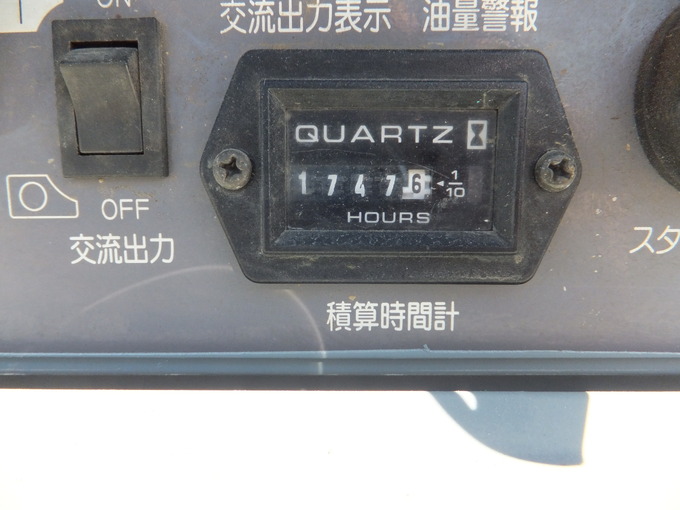 ON
交流出力表示 油量警報
QUARTZ
17476 1/10
HOURS
OFF
交流出力
スタ
積算時間計